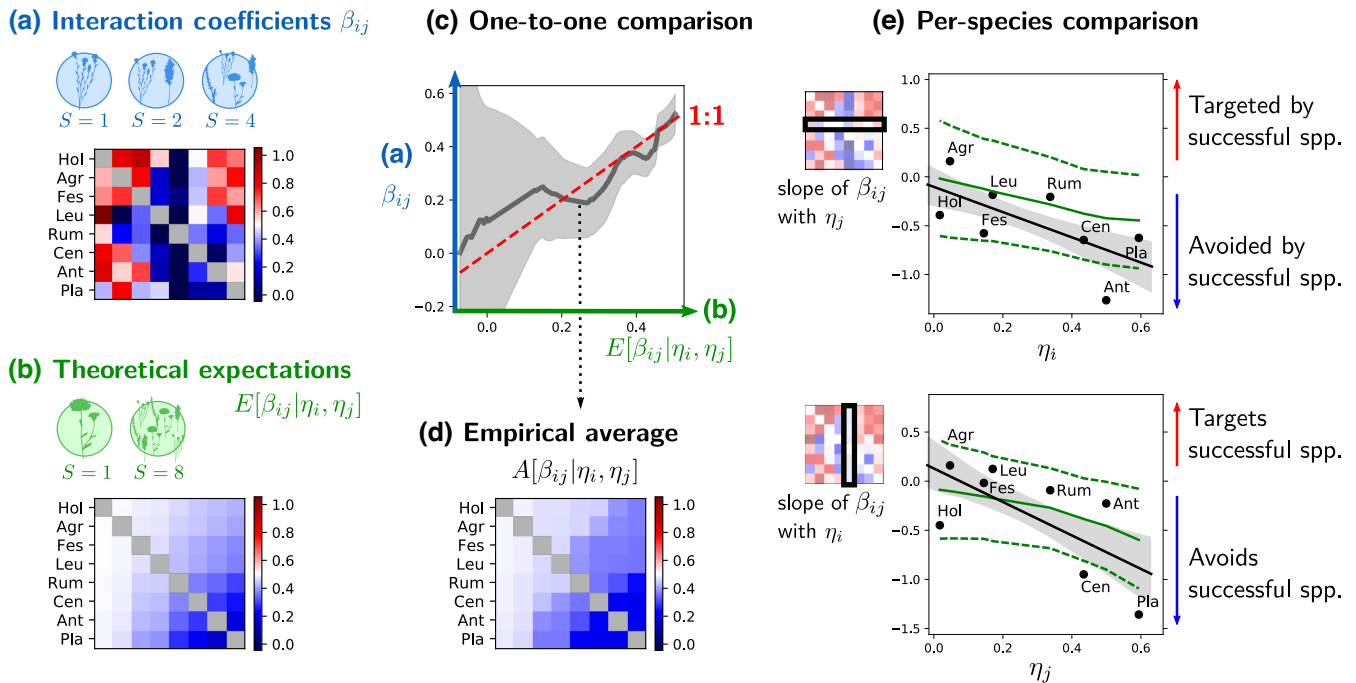 (a) Interaction coefficients βij
S = 1 S = 2 S = 4
Hol
Agr
Fes
Leu
Rum
Cen
Ant
Pla
1.0
0.8
0.6
0.4
0.2
0.0
(b) Theoretical expectations
E[βij|ηi, ηj]
S = 1 S = 8
Hol
Agr
Fes
Leu
Rum
Cen
Ant
Pla
1.0
0.8
0.6
0.4
0.2
0.0
(c) One-to-one comparison
0.6
0.4
0.2
0.0
−0.2
(a)
βij
1:1
(b)
0.0 0.2 0.4
E[βij|ηi, ηj]
(d) Empirical average
A[βij|ηi, ηj]
Hol
Agr
Fes
Leu
Rum
Cen
Ant
Pla
1.0
0.8
0.6
0.4
0.2
0.0
(e) Per-species comparison
slope of βij
with ηj
1.0
0.5
0.0
−0.5
−1.0
Agr
Leu
Rum
Hol
Fes
Cen
Pla
Ant
0.0 0.2 0.4 0.6
ηi
Targeted by
successful spp.
Avoided by
successful spp.
slope of βij
with ηi
0.5
0.0
−0.5
−1.0
−1.5
Agr
Leu
Fes
Rum
Ant
Hol
Cen
Pla
0.0 0.2 0.4 0.6
ηj
Targets
successful spp.
Avoids
successful spp.